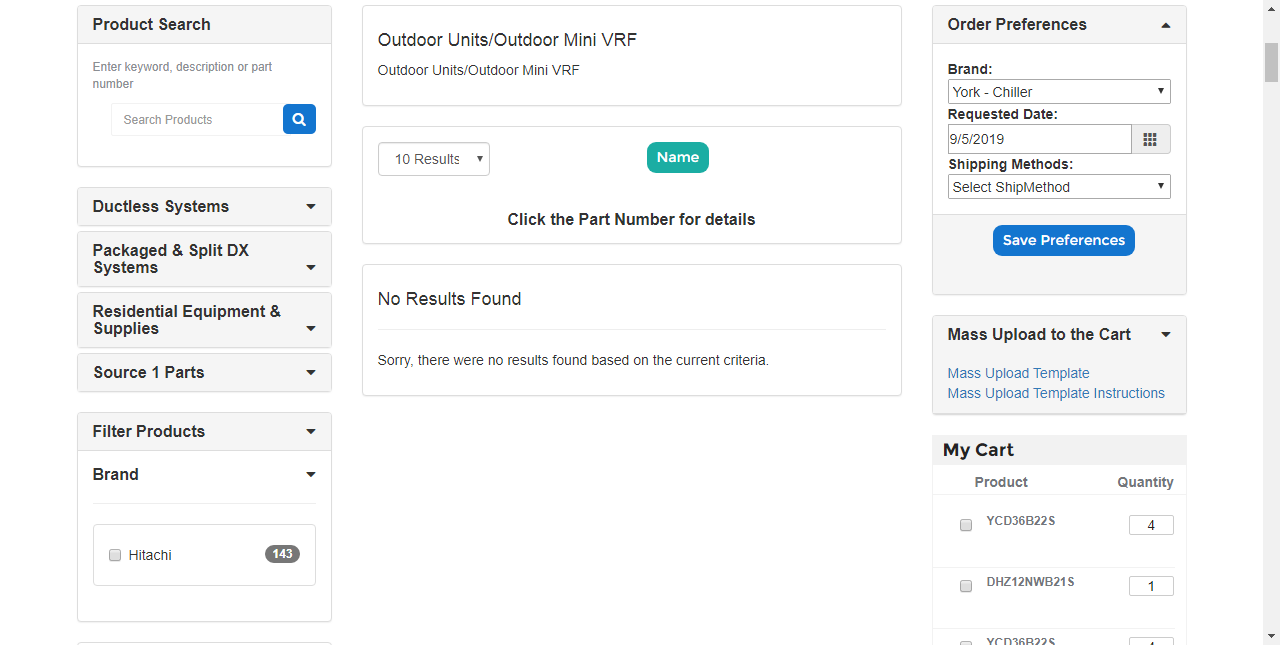 Product Search
Enter keyword, description or part
number
Search Products
Ductless Systems
Packaged & Split DX
Systems
Residential Equipment &
Supplies
Source 1 Parts
Filter Products
Brand
Hitachi 143
Outdoor Units/Outdoor Mini VRF
Outdoor Units/Outdoor Mini VRF
10 Results
Name
Click the Part Number for details
No Results Found
Sorry, there were no results found based on the current criteria.
Order Preferences
Brand:
York - Chiller
Requested Date:
9/5/2019
Shipping Methods:
Select ShipMethod
Save Preferences
Mass Upload to the Cart
Mass Upload Template
Mass Upload Template Instructions
My Cart
Product Quantity
YCD36B22S 4
DHZ12NWB21S 1
YCD36B22S